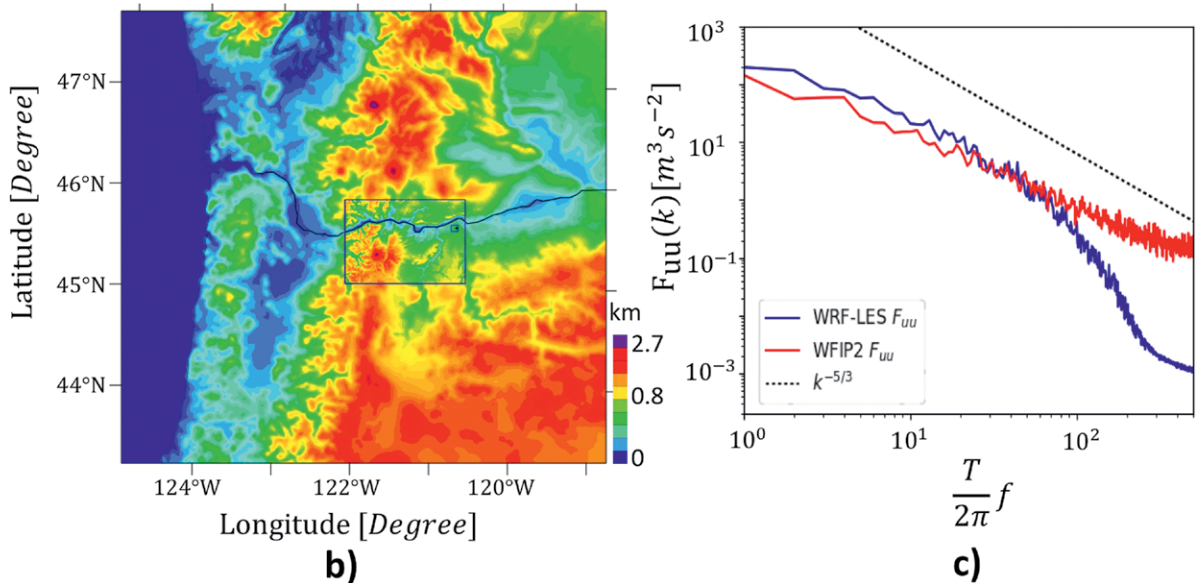 Latitude [Degree]
47°N
46°N
45°N
44°N
124°W
122°W
120°W
Longitude [Degree]
km
2.7
0.8
0
b)
Fuu(k)[m³s⁻²]
10³
10¹
10⁻¹
10⁻³
WRF-LES Fᵤᵤ
WFIP2 Fᵤᵤ
k⁻⁵/³
10⁰
10¹
10²
T
2π
f
c)